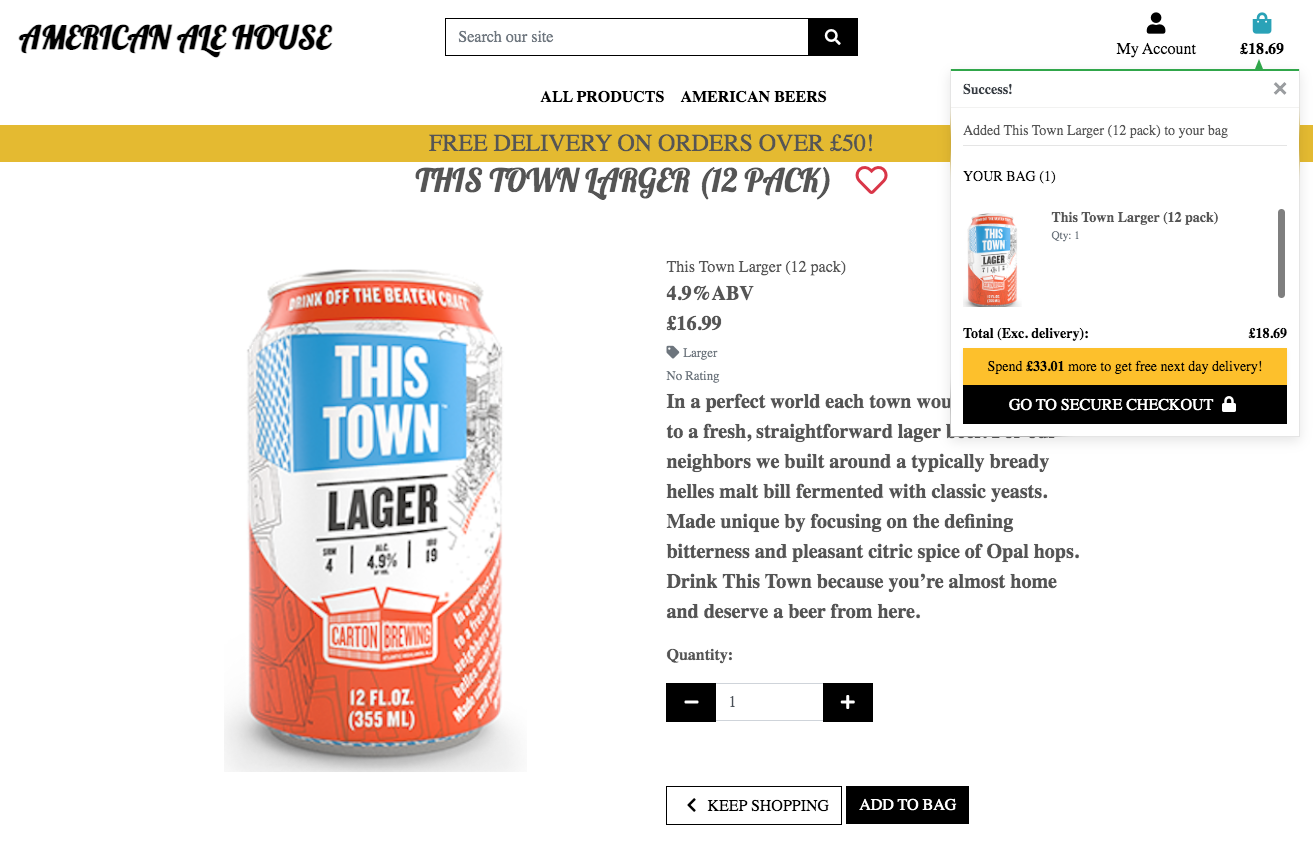 AMERICAN ALE HOUSE
Search our site
My Account
£18.69
ALL PRODUCTS AMERICAN BEERS
FREE DELIVERY ON ORDERS OVER £50!
Success!
Added This Town Larger (12 pack) to your bag
YOUR BAG (1)
THIS TOWN LAGER
This Town Larger (12 pack)
Qty: 1
Total (Exc. delivery): £18.69
Spend £33.01 more to get free next day delivery!
GO TO SECURE CHECKOUT
THIS TOWN LARGER (12 PACK)
DRINK OFF THE BEATEN CRAFT
THIS
TOWN™
LAGER
SRM ALC. IBU
4 4.9% 19
CARTON BREWING
12 FL.OZ.
(355 ML)
This Town Larger (12 pack)
4.9% ABV
£16.99
Larger
No Rating
In a perfect world each town
to a fresh, straightforward lager
neighbors we built around a typically bready
helles malt bill fermented with classic yeasts.
Made unique by focusing on the defining
bitterness and pleasant citric spice of Opal hops.
Drink This Town because you’re almost home
and deserve a beer from here.
Quantity:
1
KEEP SHOPPING ADD TO BAG